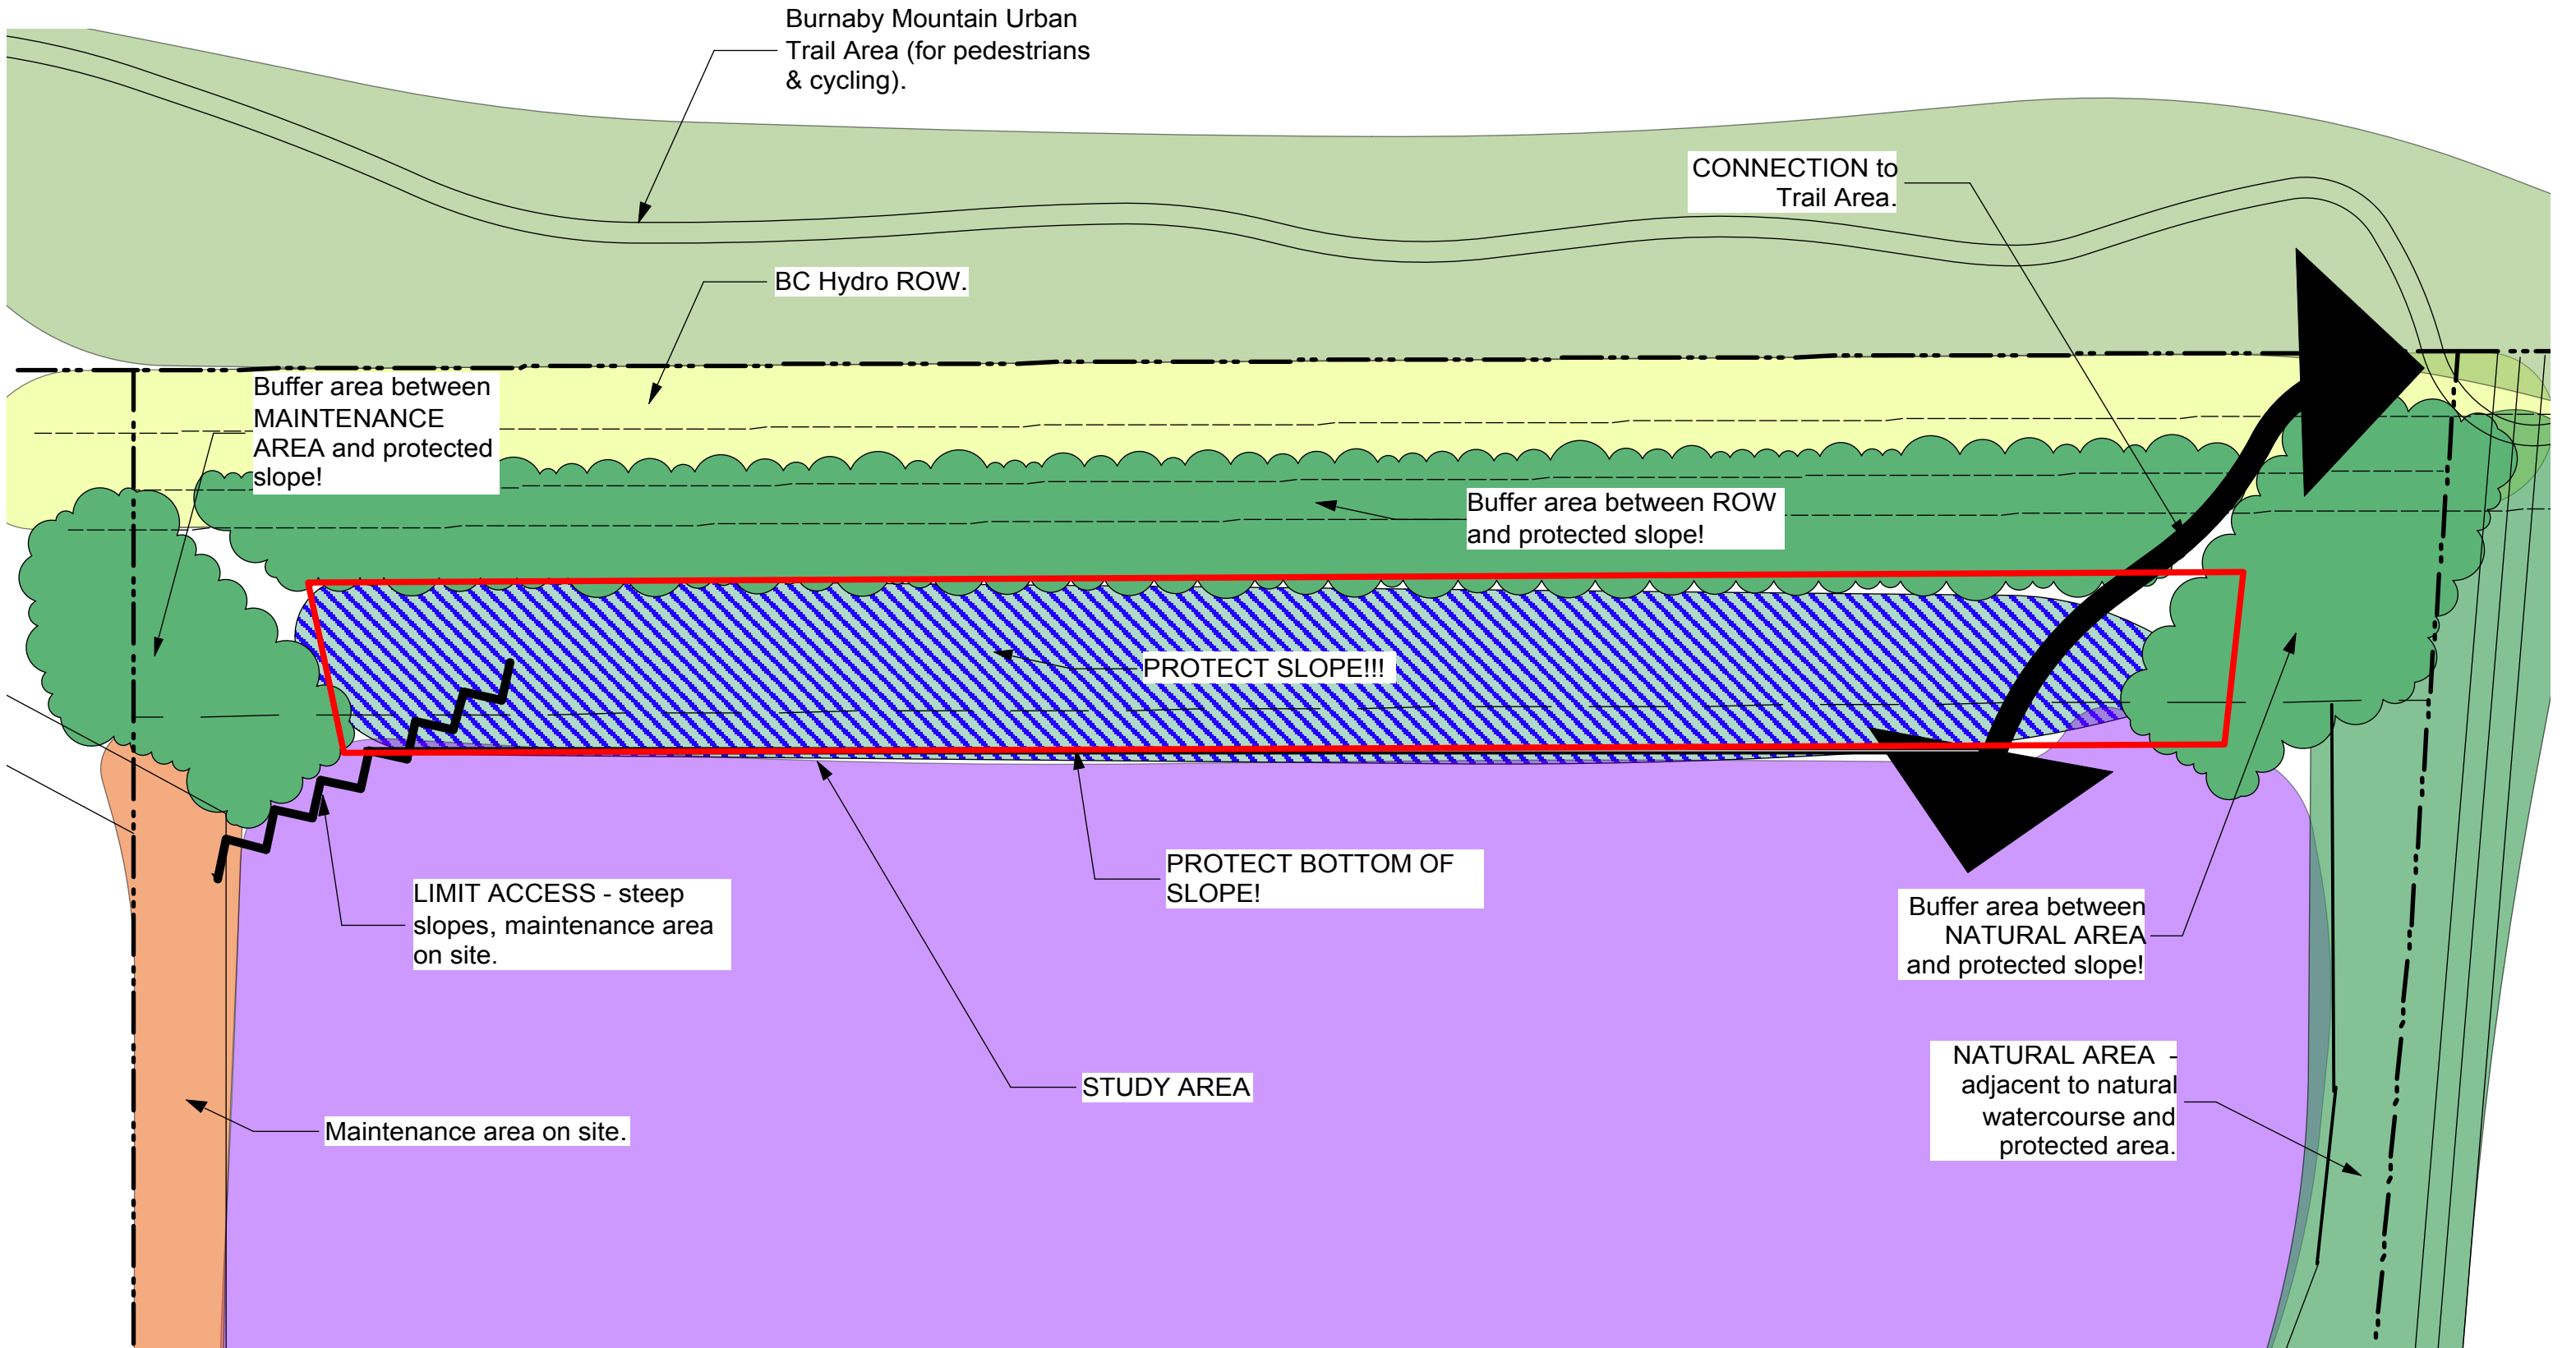 Burnaby Mountain Urban
Trail Area (for pedestrians
& cycling).
CONNECTION to
Trail Area.
BC Hydro ROW.
Buffer area between
MAINTENANCE
AREA and protected
slope!
Buffer area between ROW
and protected slope!
PROTECT SLOPE!!!
PROTECT BOTTOM OF
SLOPE!
LIMIT ACCESS - steep
slopes, maintenance area
on site.
Buffer area between
NATURAL AREA
and protected slope!
STUDY AREA
NATURAL AREA -
adjacent to natural
watercourse and
protected area.
Maintenance area on site.